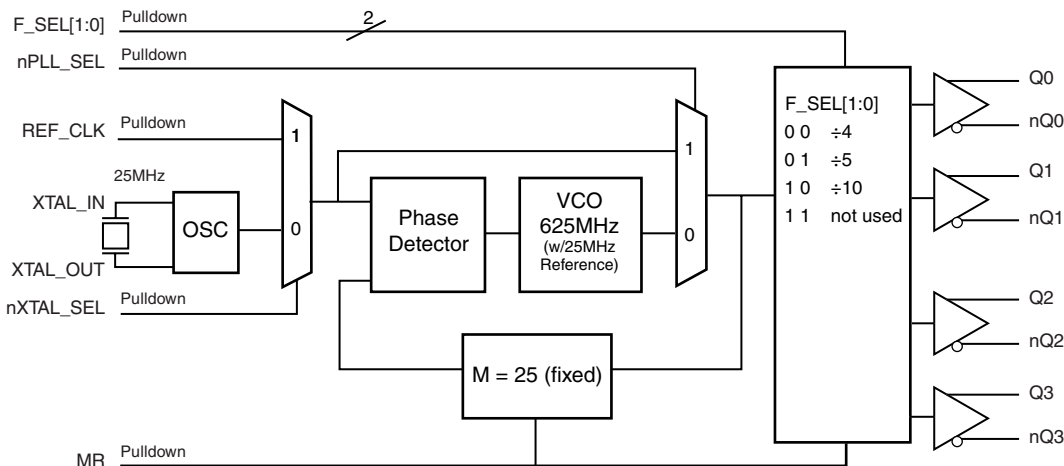 F_SEL[1:0] Pulldown 2
nPLL_SEL Pulldown
REF_CLK Pulldown
25MHz
XTAL_IN
OSC
XTAL_OUT
nXTAL_SEL Pulldown
1
0
Phase
Detector
VCO
625MHz
(w/25MHz
Reference)
1
0
M = 25 (fixed)
MR Pulldown
F_SEL[1:0]
0 0 ÷4
0 1 ÷5
1 0 ÷10
1 1 not used
Q0
nQ0
Q1
nQ1
Q2
nQ2
Q3
nQ3